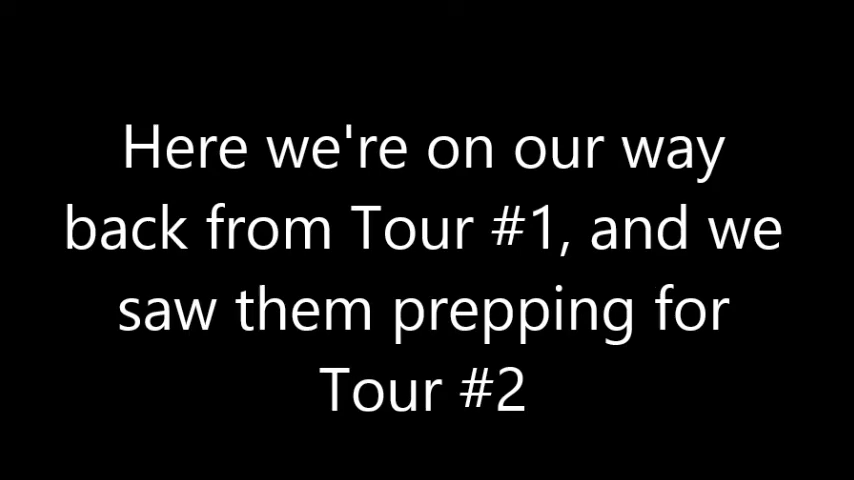 Here we're on our way
back from Tour #1, and we
saw them prepping for
Tour #2